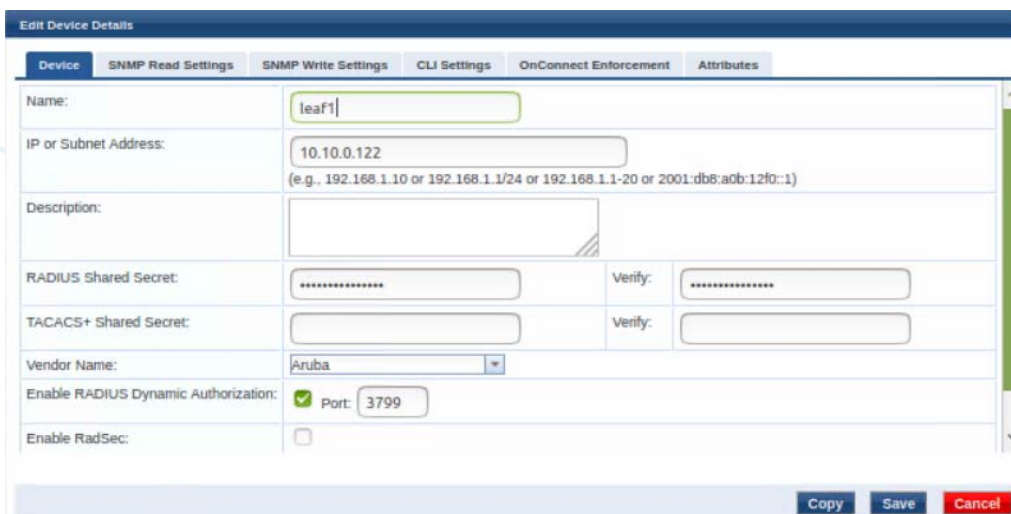 Edit Device Details
Device SNMP Read Settings SNMP Write Settings CLI Settings OnConnect Enforcement Attributes
Name: leaf1
IP or Subnet Address: 10.10.0.122
(e.g., 192.168.1.10 or 192.168.1.1/24 or 192.168.1.1-20 or 2001:db8:a0b:12f0::1)
Description:
RADIUS Shared Secret: ••••••••••••••• Verify: •••••••••••••••
TACACS+ Shared Secret: Verify:
Vendor Name: Aruba
Enable RADIUS Dynamic Authorization: Port: 3799
Enable RadSec:
Copy Save Cancel